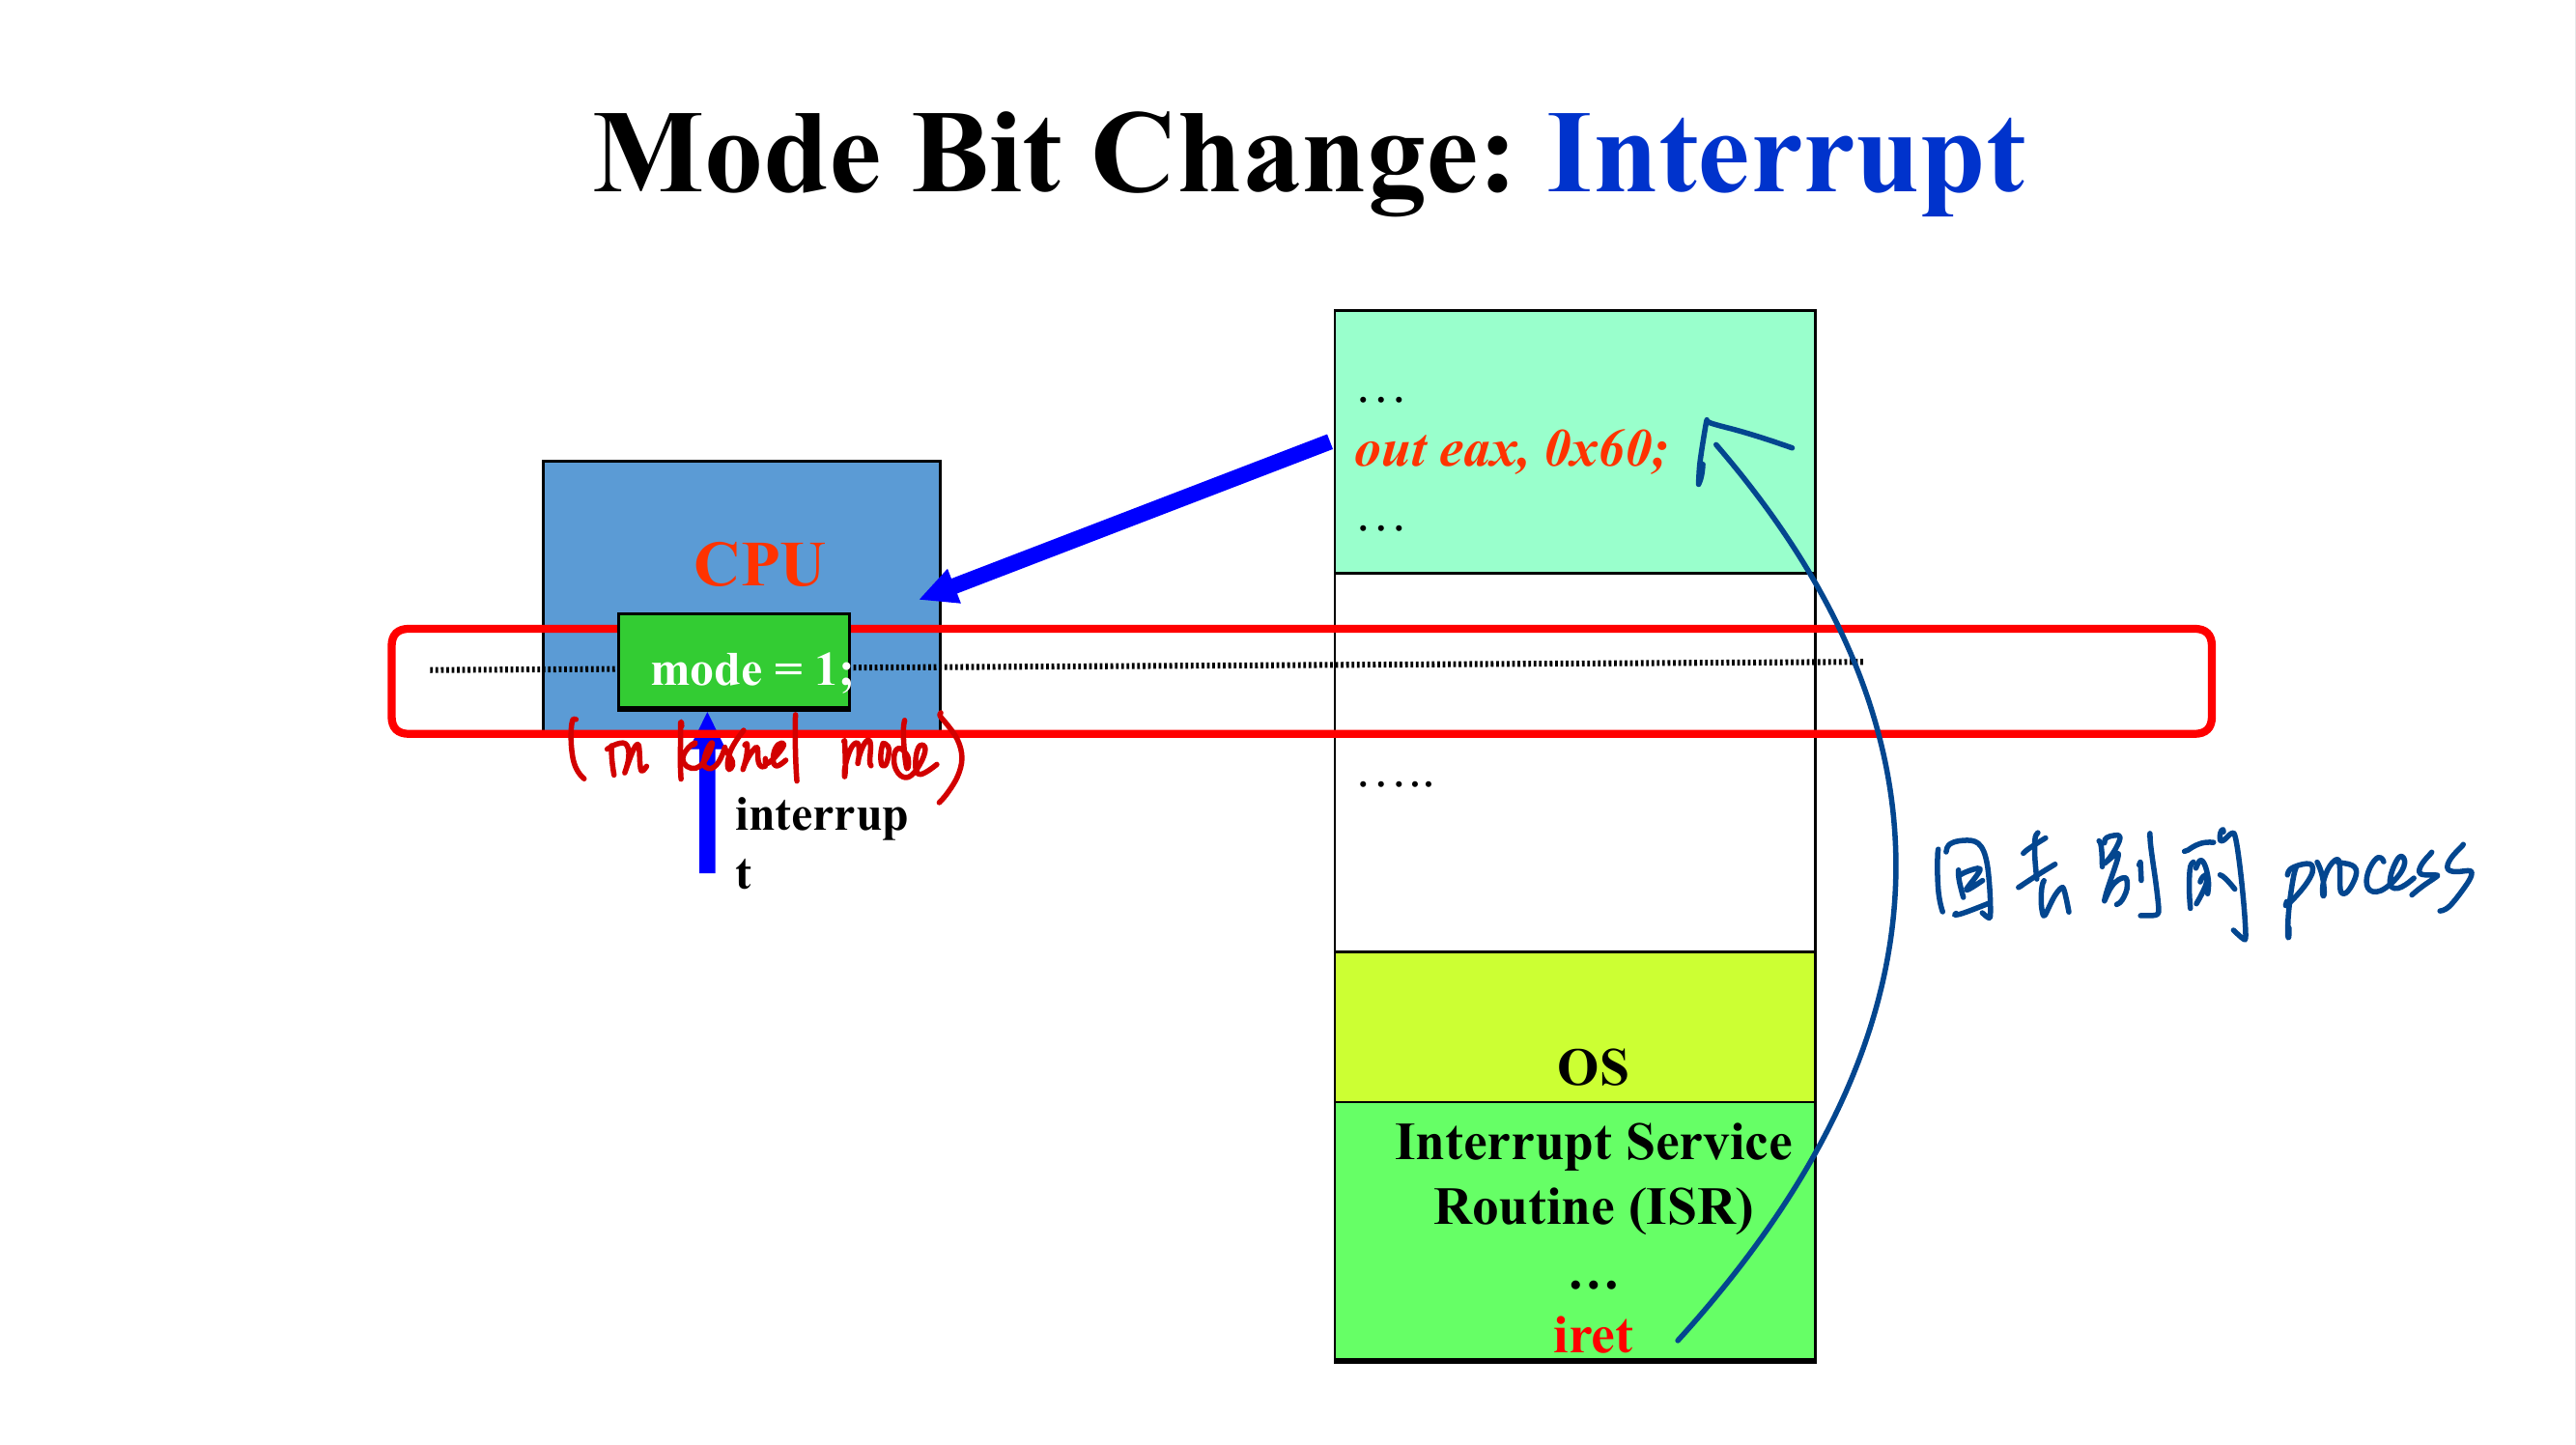 Mode Bit Change: Interrupt
…
out eax, 0x60;
…
CPU
mode = 1;
(in kernel mode)
interrup
t
…..
回去别的 process
OS
Interrupt Service
Routine (ISR)
…
iret